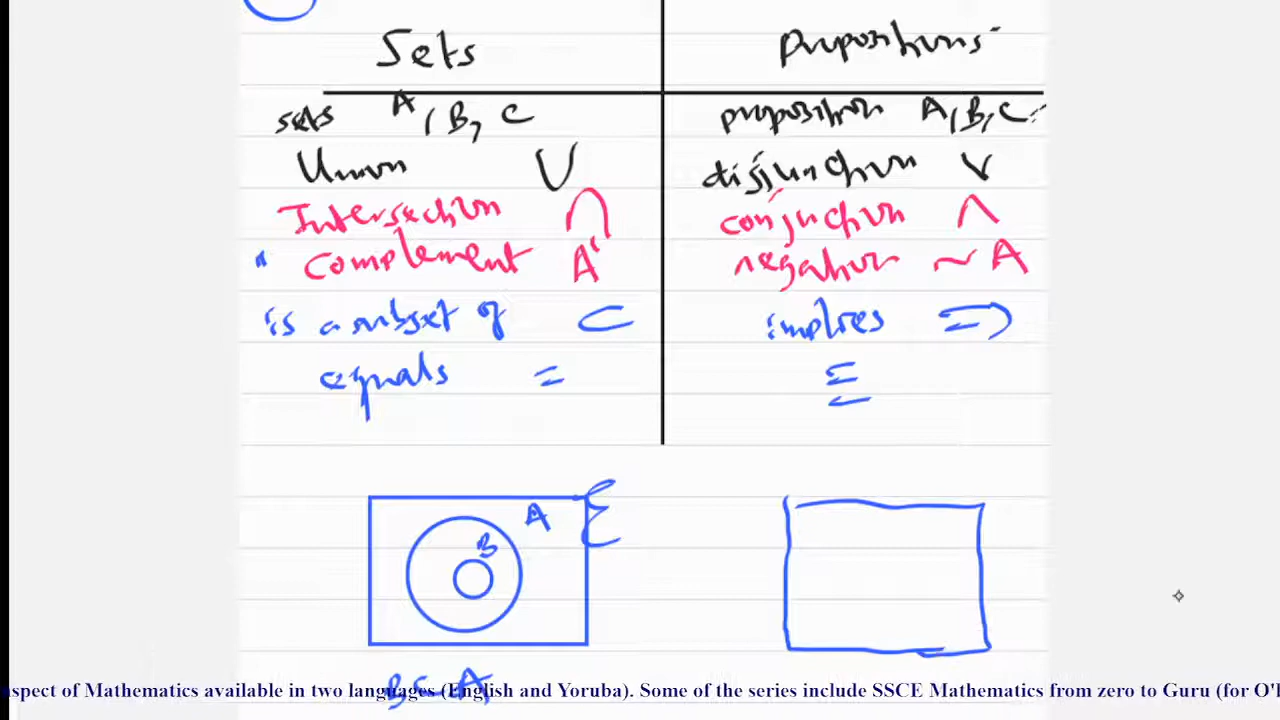 Sets Propositions
sets A, B, C proposition A, B, C
Union ∪ disjunction ∨
Intersection ∩ conjunction ∧
complement A' negation ~A
is a subset of ⊂ implies ⇒
equals = ≡
A ξ
B
B ⊂ A
aspect of Mathematics available in two languages (English and Yoruba). Some of the series include SSCE Mathematics from zero to Guru (for O'l